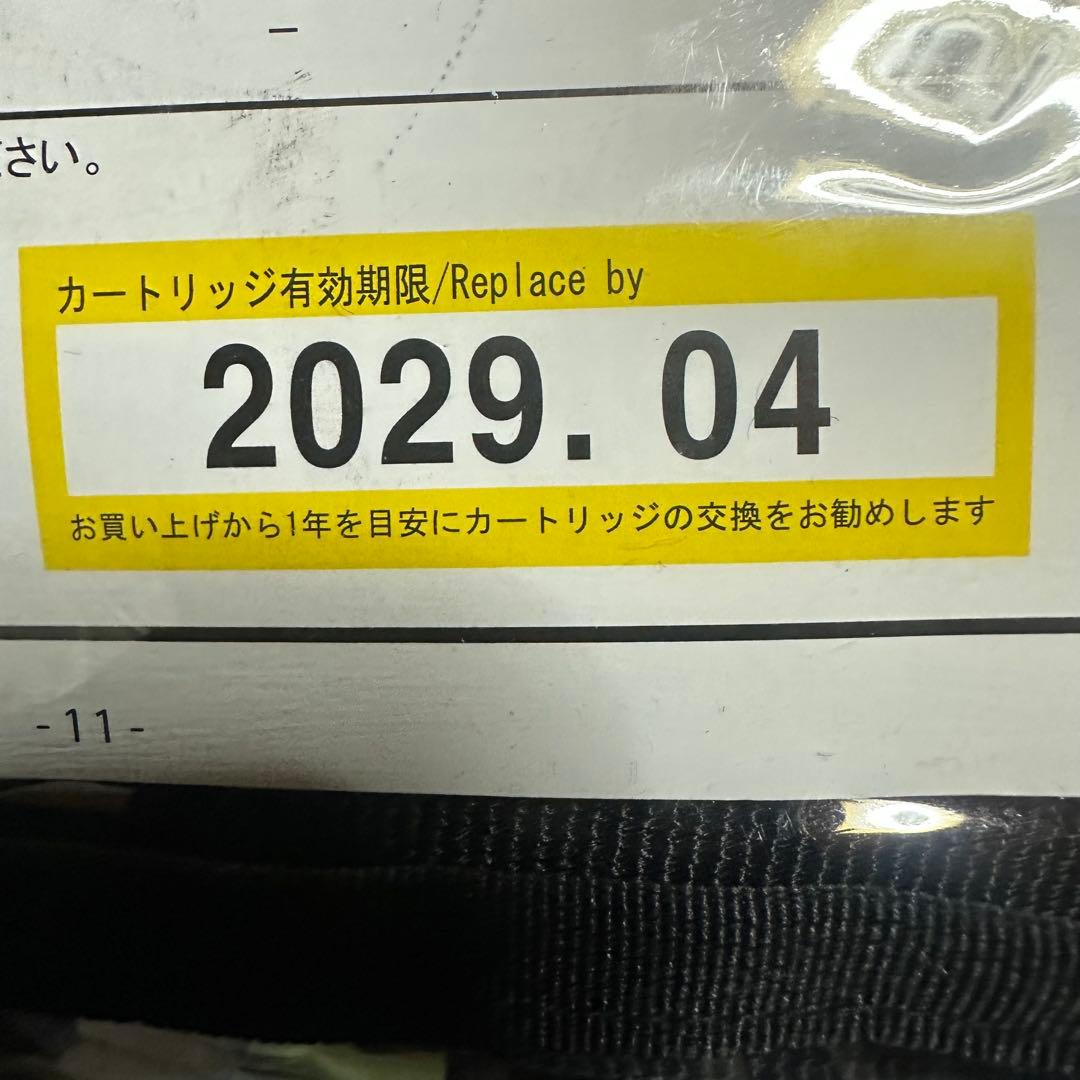 さい。
カートリッジ有効期限/Replace by
2029. 04
お買い上げから1年を目安にカートリッジの交換をお勧めします
-11-